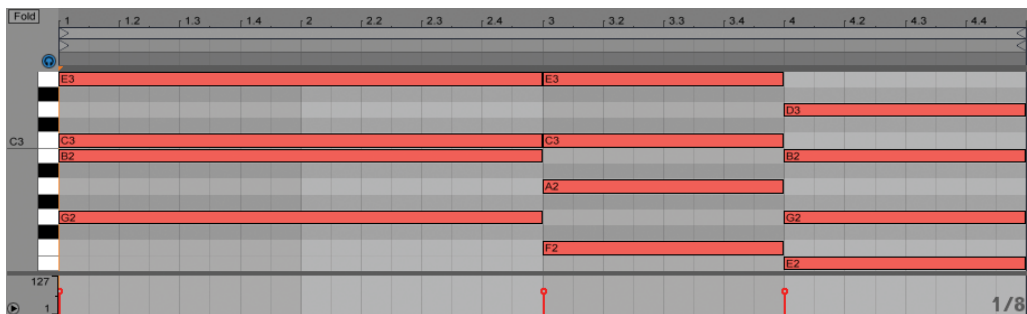 Fold 1 1.2 1.3 1.4 2 2.2 2.3 2.4 3 3.2 3.3 3.4 4 4.2 4.3 4.4
E3 E3
D3
C3 C3 C3
B2 B2
A2
G2 G2
F2
E2
127
1 1/8